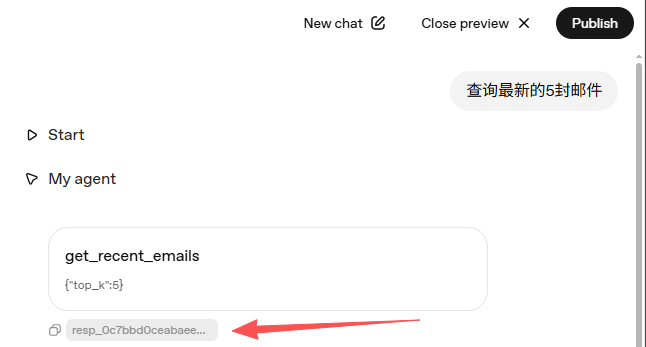 New chat
Close preview
Publish
查询最新的5封邮件
Start
My agent
get_recent_emails
{"top_k":5}
resp_0c7bbd0ceabaee...